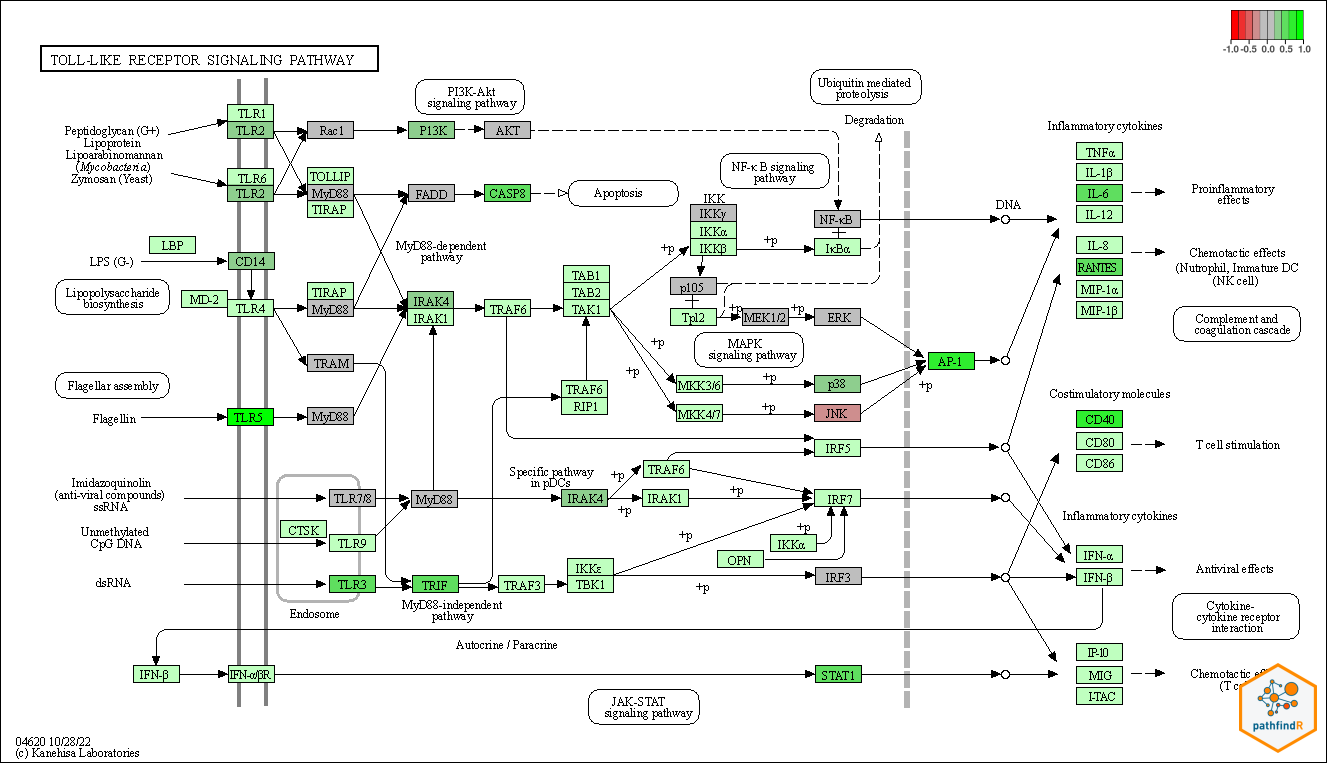 -1.0 -0.5 0.0 0.5 1.0
TOLL-LIKE RECEPTOR SIGNALING PATHWAY
PI3K-Akt
signaling pathway
Ubiquitin mediated
proteolysis
Degradation
TLR1
TLR2
Rac1
P13K
AKT
Peptidoglycan (G+)
Lipoprotein
Lipoarabinomannan
(Mycobacteria)
Zymosan (Yeast)
TLR6
TLR2
TOLLIP
MyD88
TIRAP
FADD
CASP8
Apoptosis
NF-κB signaling
pathway
Inflammatory cytokines
TNFα
IL-1β
IL-6
IL-12
Proinflammatory
effects
IKK
IKKγ
IKKα
IKKβ
+p
+p
NF-κB
IκBα
DNA
LBP
LPS (G-)
CD14
MyD88-dependent
pathway
IL-8
RANTES
MIP-1α
MIP-1β
Chemotactic effects
(Nutrophil, Immature DC
(NK cell)
Lipopolysaccharide
biosynthesis
MD-2
TLR4
TIRAP
MyD88
IRAK4
IRAK1
TRAF6
TAB1
TAB2
TAK1
p105
Tpl2
+p
MEK1/2
+p
ERK
MAPK
signaling pathway
Complement and
coagulation cascade
TRAM
+p
+p
AP-1
+p
Flagellar assembly
Flagellin
TLR5
MyD88
TRAF6
RIP1
MKK3/6
+p
p38
MKK4/7
+p
JNK
Costimulatory molecules
CD40
CD80
CD86
T cell stimulation
IRF5
Imidazoquinolin
(anti-viral compounds)
ssRNA
TLR7/8
MyD88
Specific pathway
in pDCs
IRAK4
+p
+p
TRAF6
IRAK1
+p
IRF7
Unmethylated
CpG DNA
CTSK
TLR9
+p
+p
IKKα
OPN
Inflammatory cytokines
IFN-α
IFN-β
Antiviral effects
dsRNA
TLR3
TRIF
TRAF3
IKKε
TBK1
+p
IRF3
Endosome
MyD88-independent
pathway
Cytokine-
cytokine receptor
interaction
Autocrine / Paracrine
IFN-β
IFN-α/βR
STAT1
IP-10
MIG
I-TAC
Chemotactic
(T c
JAK-STAT
signaling pathway
pathfindR
04620 10/28/22
(c) Kanehisa Laboratories